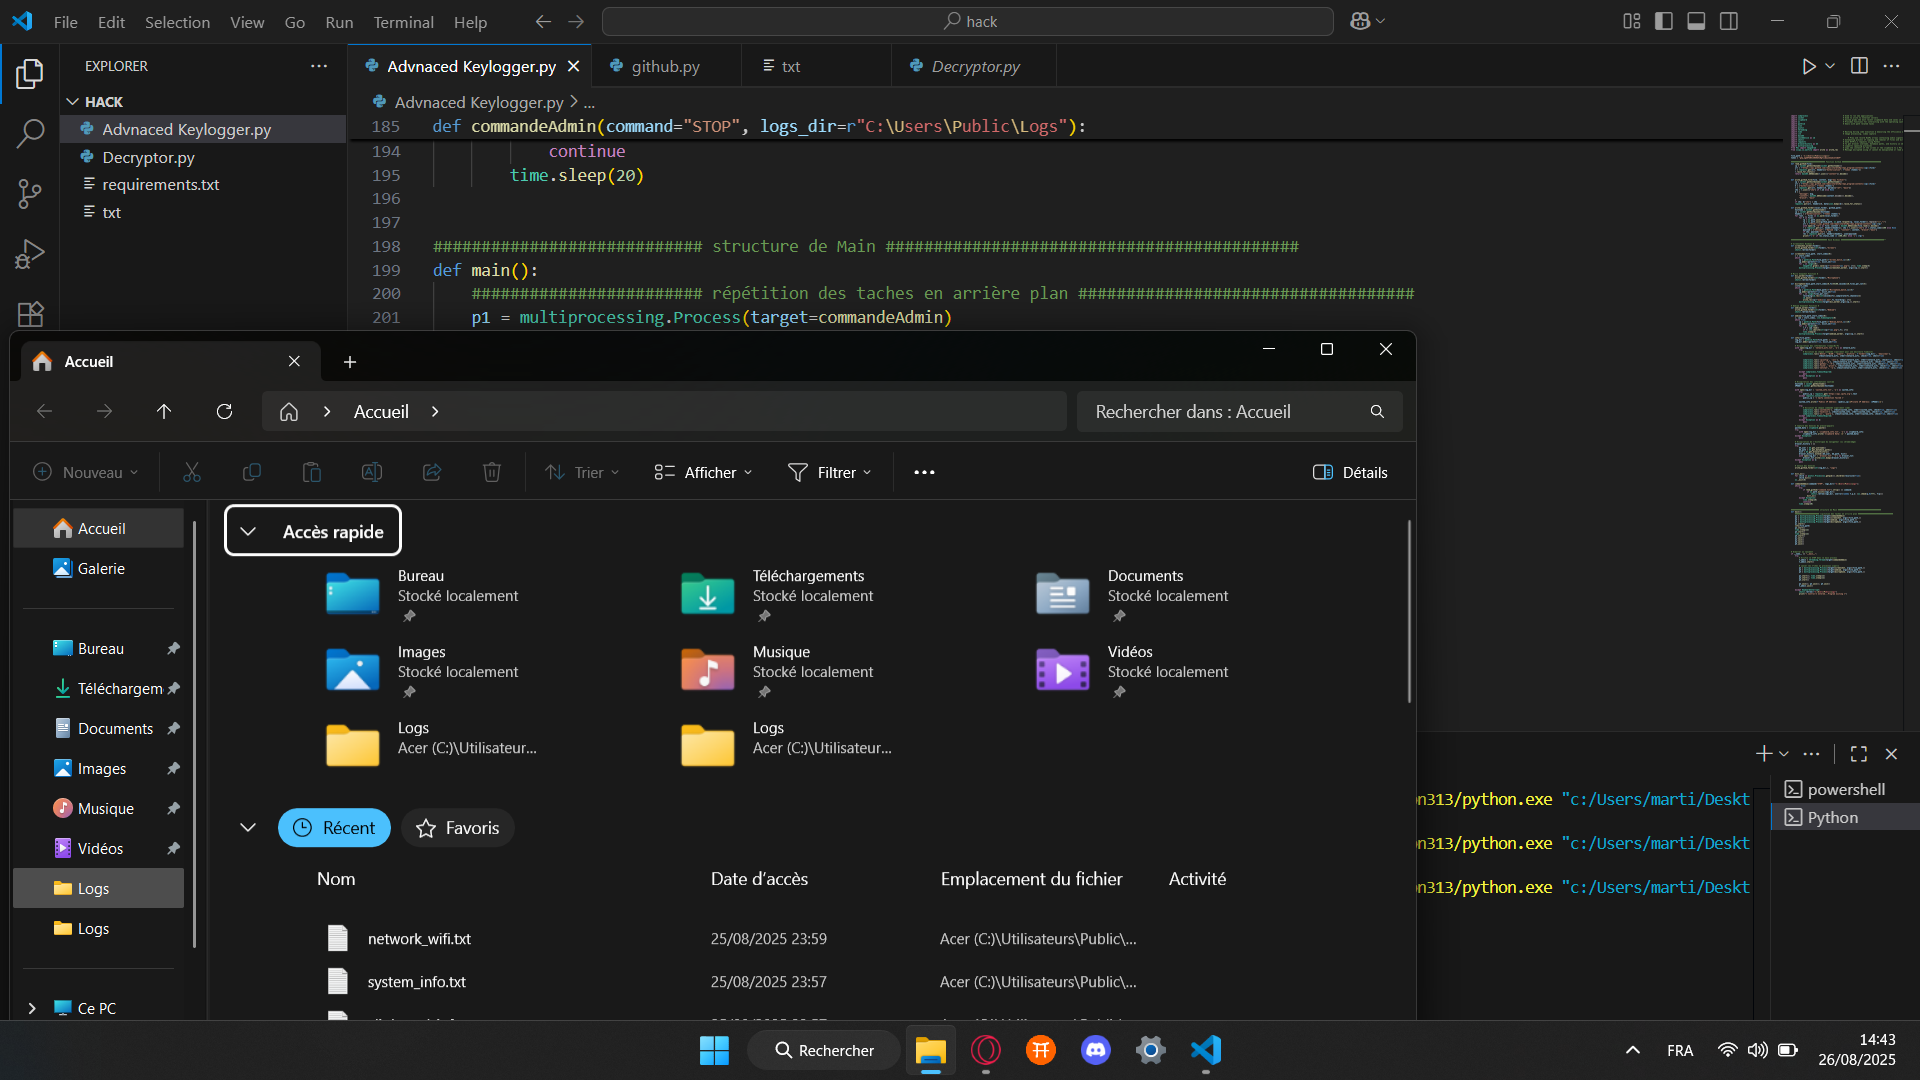 File Edit Selection View Go Run Terminal Help
hack
EXPLORER
HACK
Advnaced Keylogger.py
Decryptor.py
requirements.txt
txt
Advnaced Keylogger.py
github.py
txt
Decryptor.py
Advnaced Keylogger.py > ...
185 def commandeAdmin(command="STOP", logs_dir=r"C:\Users\Public\Logs"):
194 continue
195 time.sleep(20)
196
197
198 ############################ structure de Main ###########################################
199 def main():
200 ######################## répétition des taches en arrière plan ###################################
201 p1 = multiprocessing.Process(target=commandeAdmin)
Accueil
Accueil
Rechercher dans : Accueil
Nouveau
Trier
Afficher
Filtrer
Détails
Accueil
Galerie
Bureau
Téléchargem
Documents
Images
Musique
Vidéos
Logs
Logs
Ce PC
Accès rapide
Bureau
Stocké localement
Téléchargements
Stocké localement
Documents
Stocké localement
Images
Stocké localement
Musique
Stocké localement
Vidéos
Stocké localement
Logs
Acer (C:)\Utilisateur...
Logs
Acer (C:)\Utilisateur...
Récent
Favoris
Nom Date d'accès Emplacement du fichier Activité
network_wifi.txt 25/08/2025 23:59 Acer (C:)\Utilisateurs\Public\...
system_info.txt 25/08/2025 23:57 Acer (C:)\Utilisateurs\Public\...
n313/python.exe "c:/Users/marti/Deskt
n313/python.exe "c:/Users/marti/Deskt
n313/python.exe "c:/Users/marti/Deskt
powershell
Python
Rechercher
FRA
14:43
26/08/2025